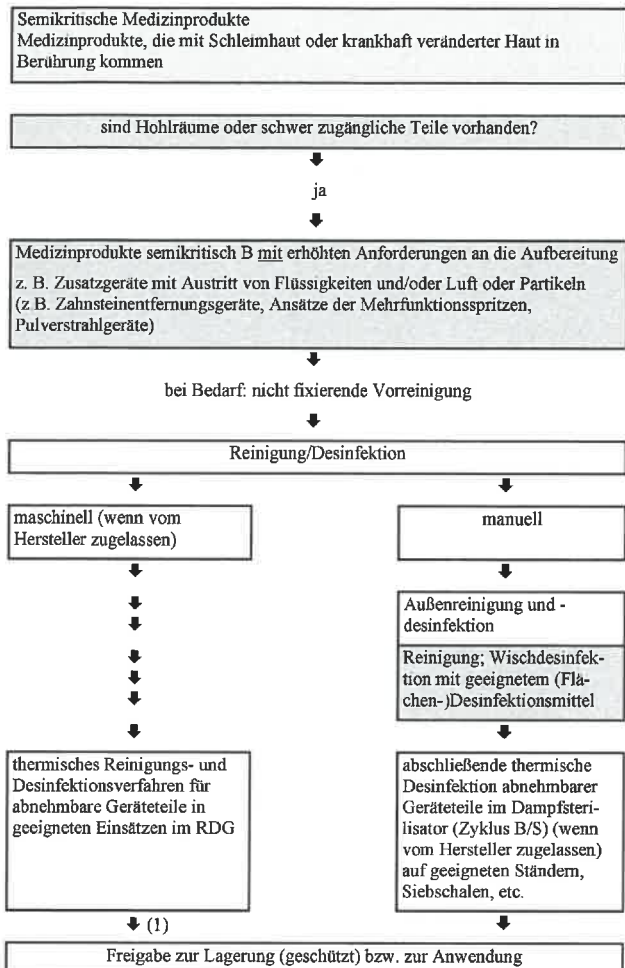 Semikritische Medizinprodukte
Medizinprodukte, die mit Schleimhaut oder krankhaft veränderter Haut in
Berührung kommen
sind Hohlräume oder schwer zugängliche Teile vorhanden?
ja
Medizinprodukte semikritisch B mit erhöhten Anforderungen an die Aufbereitung
z. B. Zusatzgeräte mit Austritt von Flüssigkeiten und/oder Luft oder Partikeln
(z B. Zahnsteinentfernungsgeräte, Ansätze der Mehrfunktionsspritzen,
Pulverstrahlgeräte)
bei Bedarf: nicht fixierende Vorreinigung
Reinigung/Desinfektion
maschinell (wenn vom
Hersteller zugelassen)
manuell
Außenreinigung und -
desinfektion
Reinigung; Wischdesinfek-
tion mit geeignetem (Flä-
chen-)Desinfektionsmittel
thermisches Reinigungs- und
Desinfektionsverfahren für
abnehmbare Geräteteile in
geeigneten Einsätzen im RDG
abschließende thermische
Desinfektion abnehmbarer
Geräteteile im Dampfsteri-
lisator (Zyklus B/S) (wenn
vom Hersteller zugelassen)
auf geeigneten Ständern,
Siebschalen, etc.
(1)
Freigabe zur Lagerung (geschützt) bzw. zur Anwendung